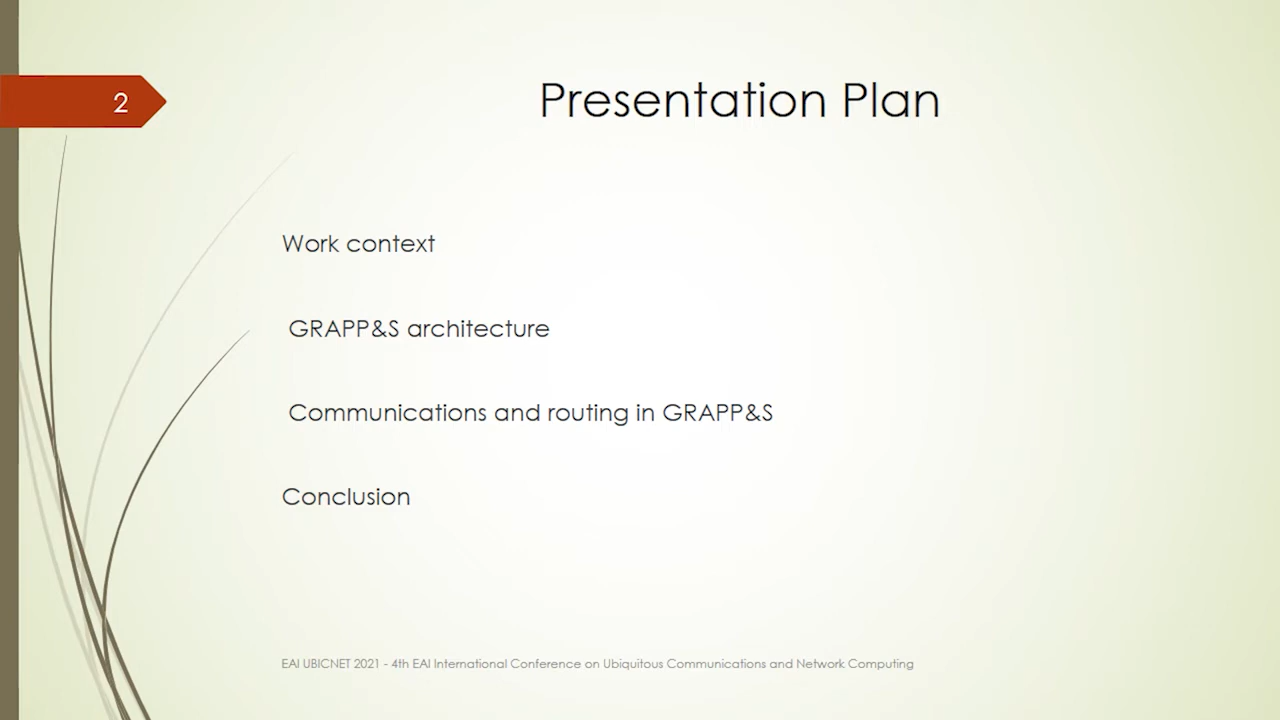 2
Presentation Plan
Work context
GRAPP&S architecture
Communications and routing in GRAPP&S
Conclusion
EAI UBICNET 2021 - 4th EAI International Conference on Ubiquitous Communications and Network Computing